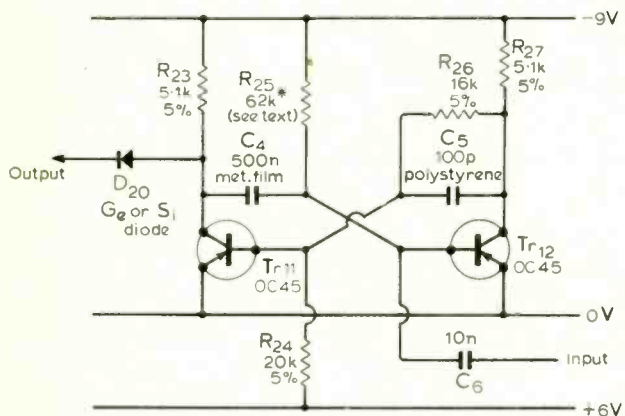 -9V
R27
5.1k
5%
R23
5.1k
5%
R25
62k*
(see text)
R26
16k
5%
C4
500n
met.film
C5
100p
polystyrene
Output
D20
Ge or Si
diode
Tr11
OC45
Tr12
OC45
0V
R24
20k
5%
10n
C6
Input
+6V